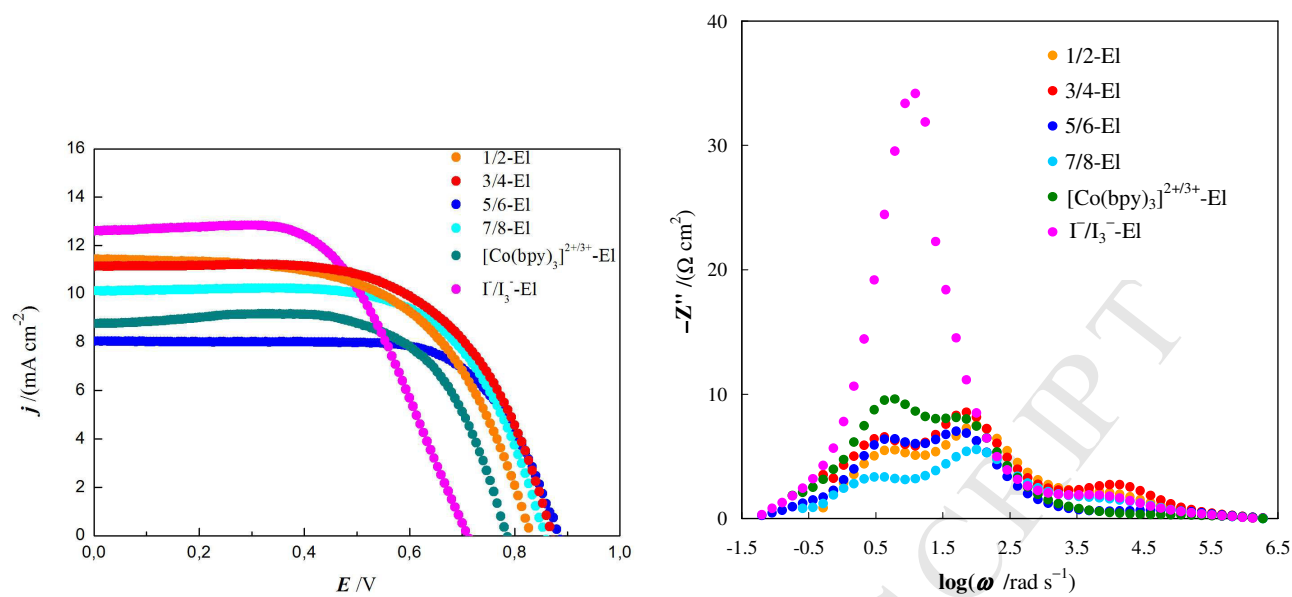 16
14
12
10
8
6
4
2
0
j /(mA cm⁻²)
1/2-El
3/4-El
5/6-El
7/8-El
[Co(bpy)₃]²⁺/³⁺-El
I⁻/I₃⁻-El
0,0 0,2 0,4 0,6 0,8 1,0
E /V
40
30
20
10
0
−Z'' /(Ω cm²)
1/2-El
3/4-El
5/6-El
7/8-El
[Co(bpy)₃]²⁺/³⁺-El
I⁻/I₃⁻-El
-1.5 -0.5 0.5 1.5 2.5 3.5 4.5 5.5 6.5
log(ω /rad s⁻¹)
SCRIPT